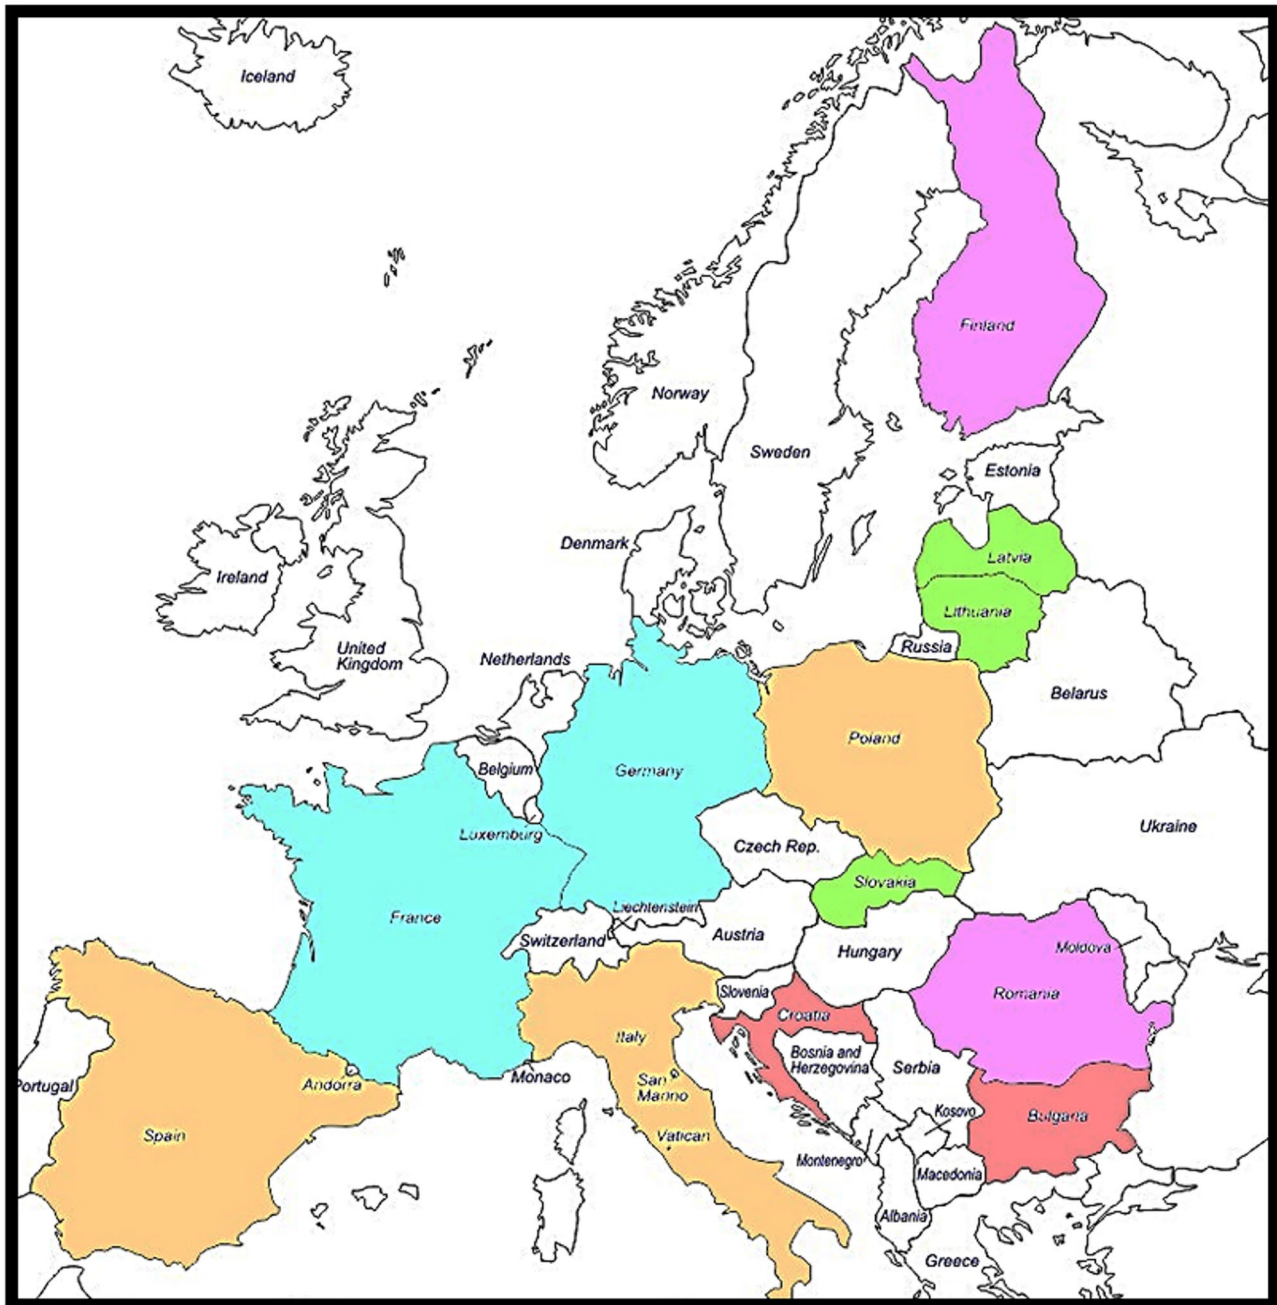 Iceland
Finland
Norway
Sweden
Estonia
Denmark
Latvia
Ireland
Lithuania
United
Kingdom
Netherlands
Russia
Belarus
Poland
Belgium
Germany
Ukraine
Luxemburg
Czech Rep.
Slovakia
France
Liechtenstein
Switzerland
Austria
Hungary
Moldova
Slovenia
Romania
Croatia
Italy
Bosnia and
Herzegovina
Serbia
Portugal
Andorra
Monaco
San
Marino
Kosovo
Bulgaria
Spain
Vatican
Montenegro
Macedonia
Albania
Greece